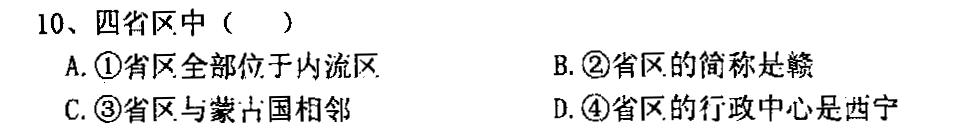 10、四省区中（　　）
A.①省区全部位于内流区　　B.②省区的简称是赣
C.③省区与蒙古国相邻　　D.④省区的行政中心是西宁